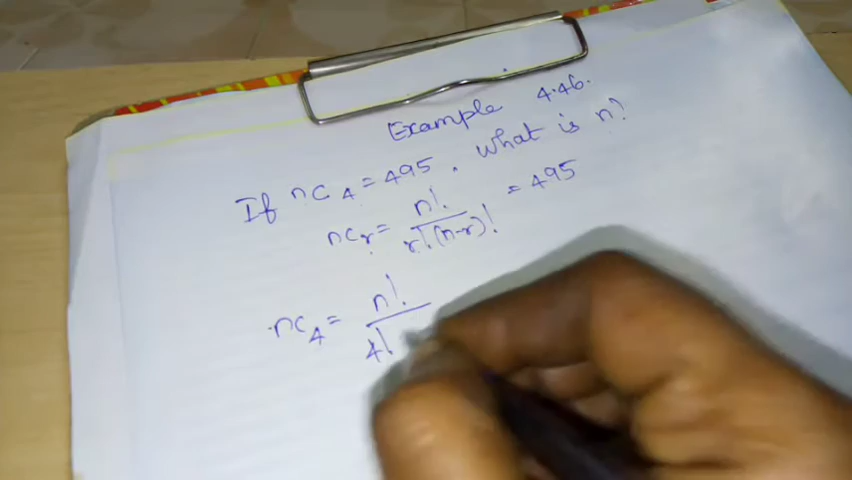 Example 4.46.
If nC₄ = 495. What is n?
nCᵣ = n!/r!(n-r)! = 495
nC₄ = n!/4!